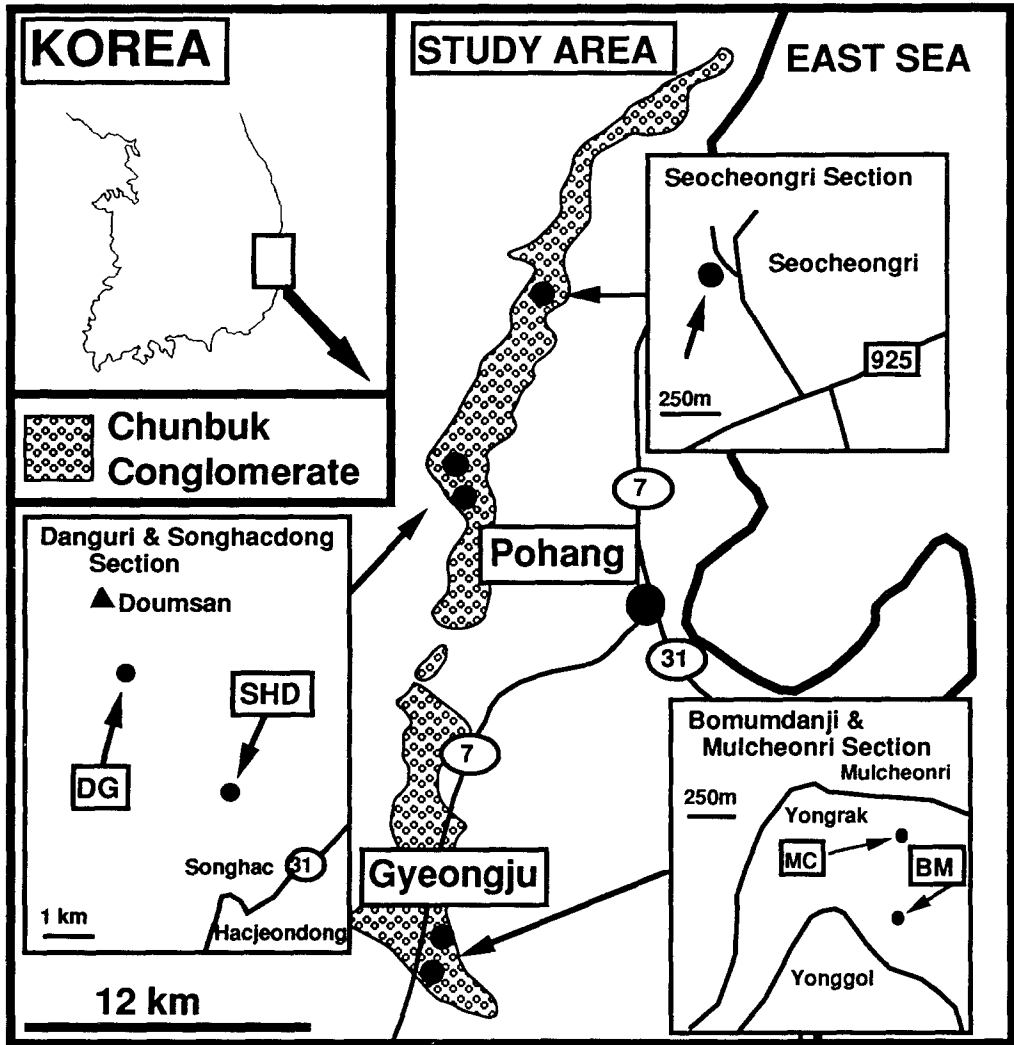 KOREA
STUDY AREA
EAST SEA
Seocheongri Section
Seocheongri
925
250m
Chunbuk
Conglomerate
7
Pohang
31
Danguri & Songhacdong
Section
Doumsan
SHD
DG
Songhac
31
1 km
Hacjeondong
7
Gyeongju
Bomumdanji &
Mulcheonri Section
Mulcheonri
250m
Yongrak
MC
BM
Yonggol
12 km